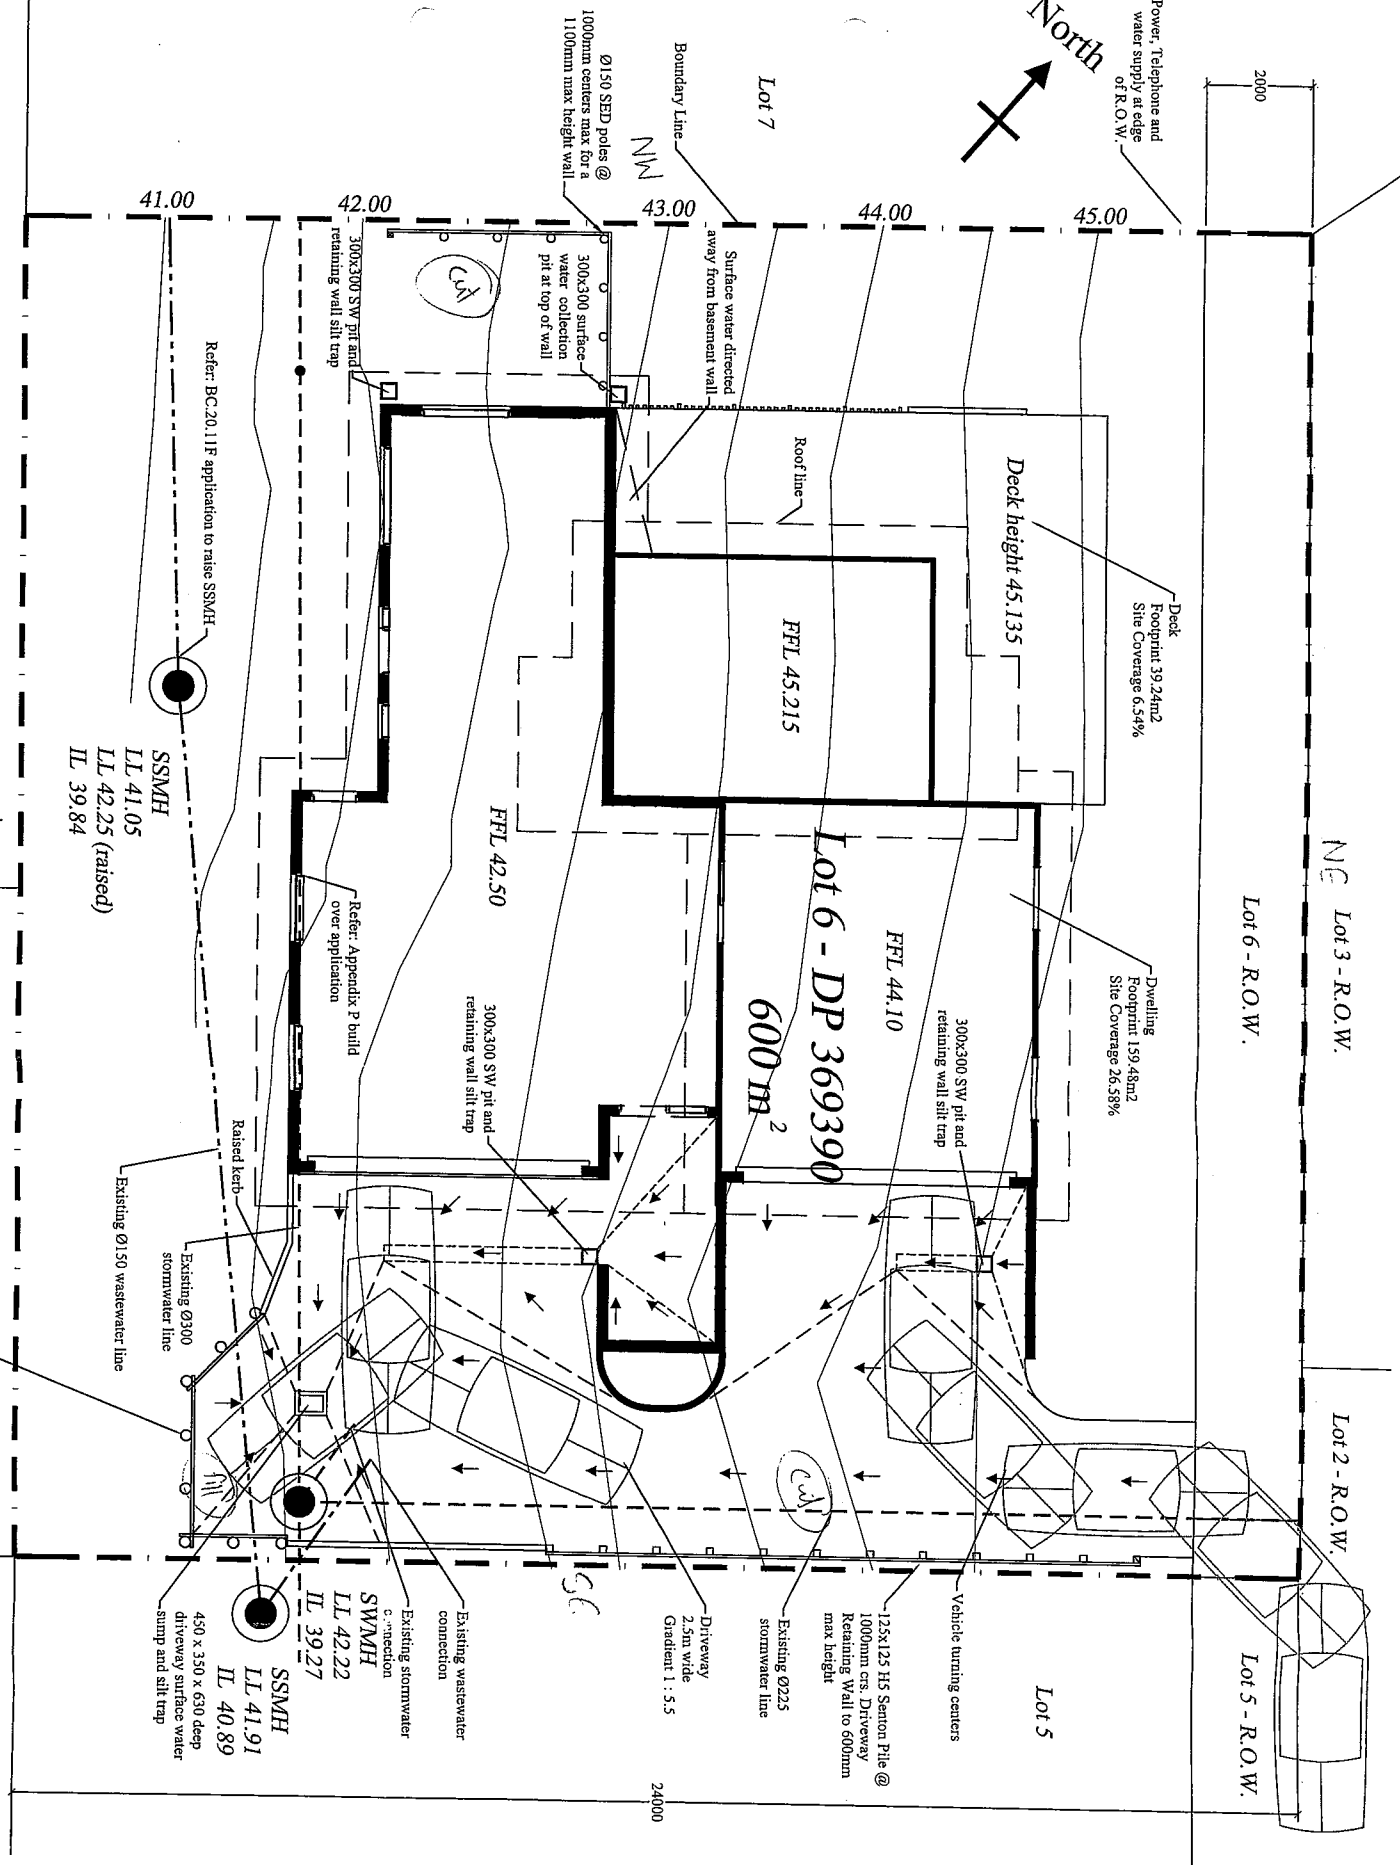 North
Power, Telephone and
water supply at edge
of R.O.W.
2000
Lot 7
Boundary Line
Ø150 SED poles @
1000mm centers max for a
1100mm max height wall
NW
41.00
42.00
43.00
44.00
45.00
Surface water directed
away from basement wall
300x300 surface
water collection
pit at top of wall
300x300 SW pit and
retaining wall silt trap
Cut
Refer: BC.20.11F application to raise SSMH
Roof line
Deck height 45.135
Deck
Footprint 39.24m2
Site Coverage 6.54%
FFL 45.215
SSMH
LL 41.05
LL 42.25 (raised)
IL 39.84
FFL 42.50
Lot 6 - DP 369390
600 m 2
FFL 44.10
NE
Lot 3 - R.O.W.
Lot 6 - R.O.W.
Dwelling
Footprint 159.48m2
Site Coverage 26.58%
Refer: Appendix P build
over application
300x300 SW pit and
retaining wall silt trap
300x300 SW pit and
retaining wall silt trap
Raised kerb
Existing Ø150 wastewater line
Existing Ø300
stormwater line
Lot 2 - R.O.W.
Cut
fill
S.E.
Existing wastewater
connection
Existing stormwater
SWMH
LL 42.22
IL 39.27
SSMH
LL 41.91
IL 40.89
450 x 350 x 630 deep
driveway surface water
sump and silt trap
Driveway
2.5m wide
Gradient 1 : 5.5
Existing Ø225
stormwater line
125x125 H5 Senton Pile @
1000mm crs. Driveway
Retaining Wall to 600mm
max height
Vehicle turning centers
Lot 5
Lot 5 - R.O.W.
24000